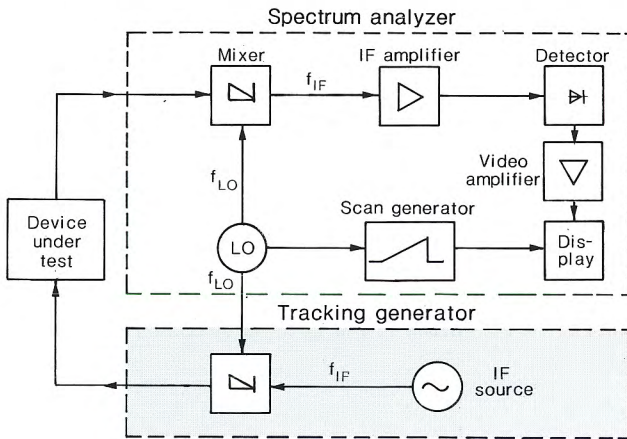 Spectrum analyzer
Mixer
IF amplifier
Detector
f_IF
f_LO
Video
amplifier
Scan generator
Device
under
test
LO
Dis-
play
f_LO
Tracking generator
f_IF
IF
source